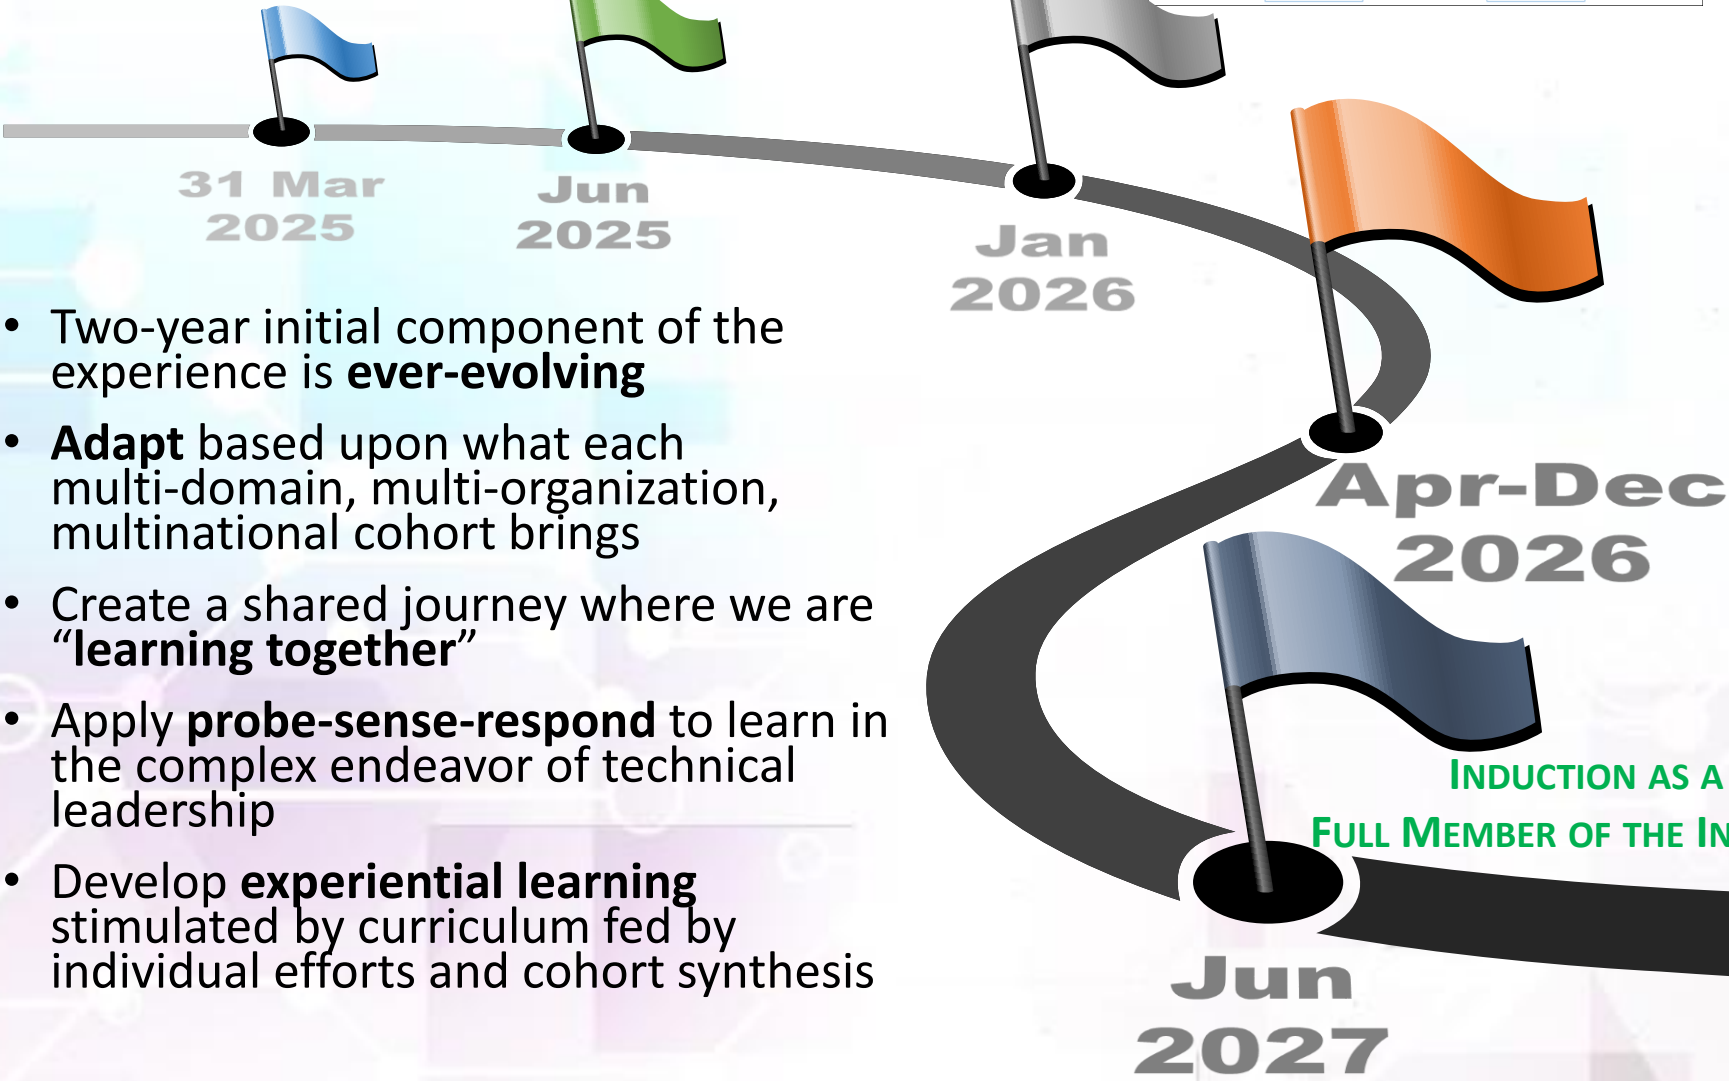 31 Mar
2025
Jun
2025
Jan
2026
• Two-year initial component of the
experience is ever-evolving
• Adapt based upon what each
multi-domain, multi-organization,
multinational cohort brings
• Create a shared journey where we are
“learning together”
• Apply probe-sense-respond to learn in
the complex endeavor of technical
leadership
• Develop experiential learning
stimulated by curriculum fed by
individual efforts and cohort synthesis
Apr-Dec
2026
INDUCTION AS A
FULL MEMBER OF THE
Jun
2027